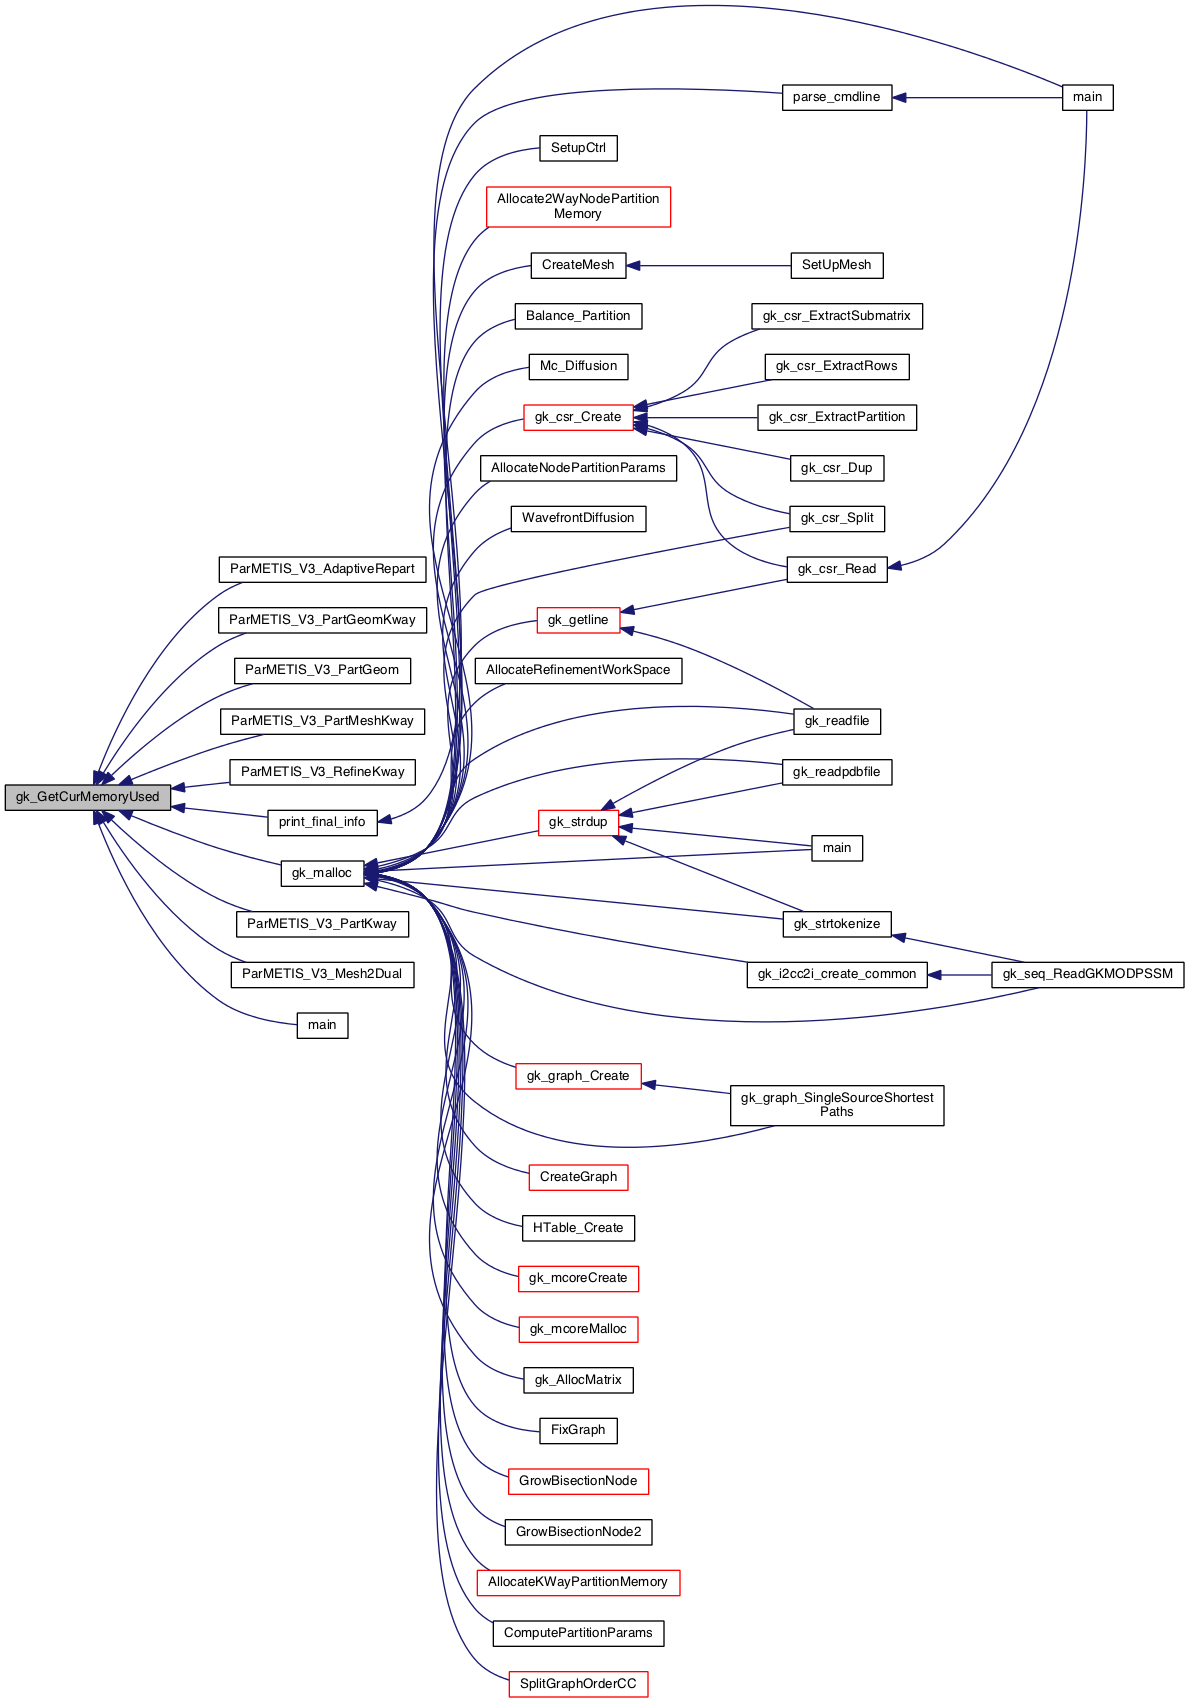 main
parse_cmdline
SetupCtrl
Allocate2WayNodePartition
Memory
CreateMesh
SetUpMesh
Balance_Partition
gk_csr_ExtractSubmatrix
Mc_Diffusion
gk_csr_ExtractRows
gk_csr_Create
gk_csr_ExtractPartition
AllocateNodePartitionParams
gk_csr_Dup
WavefrontDiffusion
gk_csr_Split
ParMETIS_V3_AdaptiveRepart
gk_csr_Read
ParMETIS_V3_PartGeomKway
gk_getline
ParMETIS_V3_PartGeom
AllocateRefinementWorkSpace
ParMETIS_V3_PartMeshKway
gk_readfile
ParMETIS_V3_RefineKway
gk_readpdbfile
gk_GetCurMemoryUsed
print_final_info
gk_strdup
main
gk_malloc
ParMETIS_V3_PartKway
gk_strtokenize
ParMETIS_V3_Mesh2Dual
gk_i2cc2i_create_common
gk_seq_ReadGKMODPSSM
main
gk_graph_Create
gk_graph_SingleSourceShortest
Paths
CreateGraph
HTable_Create
gk_mcoreCreate
gk_mcoreMalloc
gk_AllocMatrix
FixGraph
GrowBisectionNode
GrowBisectionNode2
AllocateKWayPartitionMemory
ComputePartitionParams
SplitGraphOrderCC